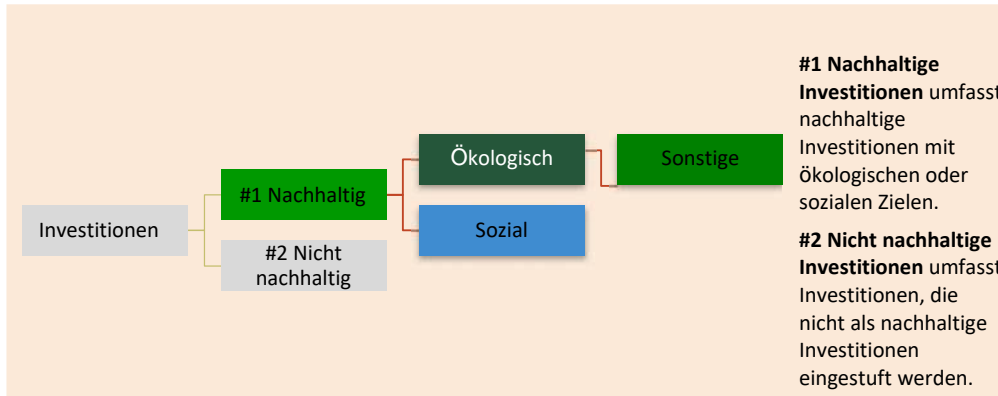 Investitionen
#1 Nachhaltig
#2 Nicht
nachhaltig
Ökologisch
Sozial
Sonstige
#1 Nachhaltige
Investitionen umfasst
nachhaltige
Investitionen mit
ökologischen oder
sozialen Zielen.
#2 Nicht nachhaltige
Investitionen umfasst
Investitionen, die
nicht als nachhaltige
Investitionen
eingestuft werden.